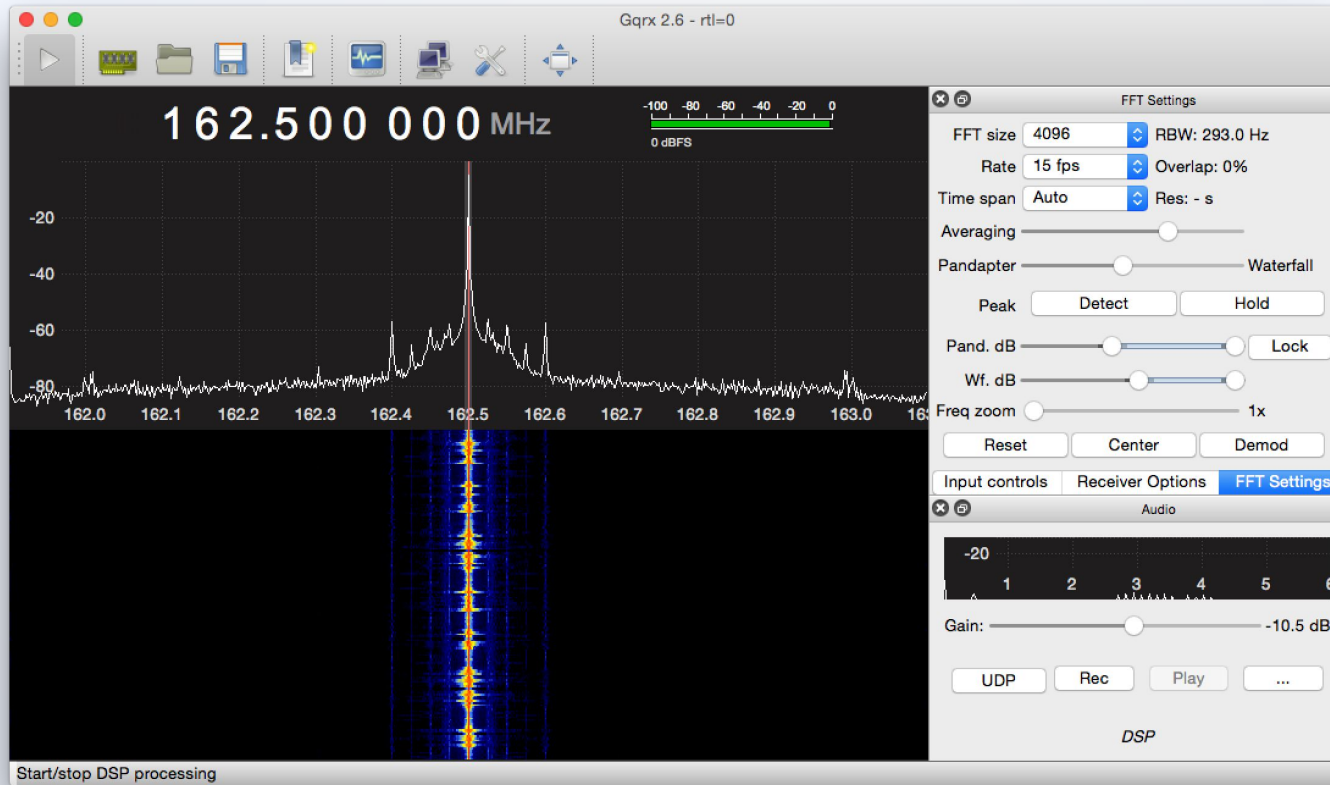 Gqrx 2.6 - rtl=0
162.500 000 MHz
-100 -80 -60 -40 -20 0
0 dBFS
-20
-40
-60
-80
162.0 162.1 162.2 162.3 162.4 162.5 162.6 162.7 162.8 162.9 163.0
FFT Settings
FFT size 4096 RBW: 293.0 Hz
Rate 15 fps Overlap: 0%
Time span Auto Res: - s
Averaging
Pandapter Waterfall
Peak Detect Hold
Pand. dB Lock
Wf. dB
Freq zoom 1x
Reset Center Demod
Input controls Receiver Options FFT Settings
Audio
-20
1 2 3 4 5 6
Gain: -10.5 dB
UDP Rec Play ...
DSP
Start/stop DSP processing